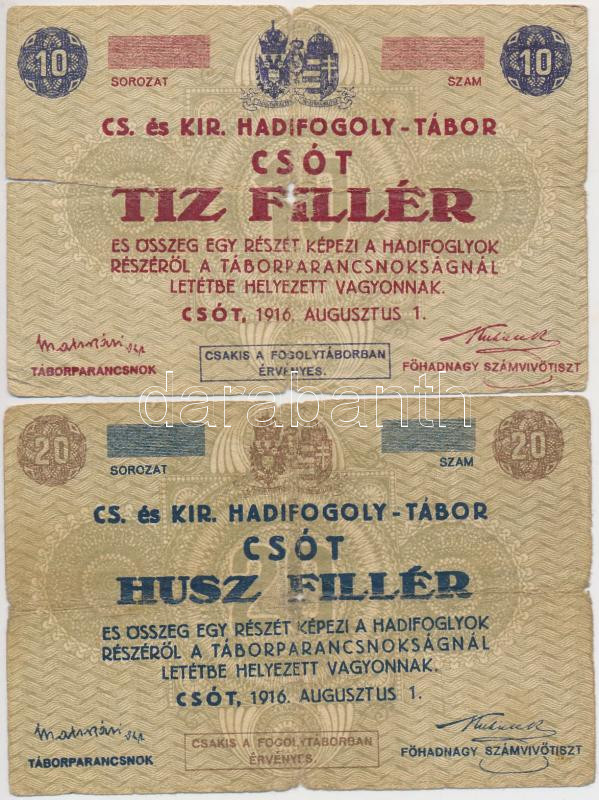 10 10
SOROZAT SZAM
CS. és KIR. HADIFOGOLY-TÁBOR
CSÓT
TIZ FILLÉR
ES ÖSSZEG EGY RÉSZÉT KÉPEZI A HADIFOGLYOK
RÉSZÉRŐL A TÁBORPARANCSNOKSÁGNÁL
LETÉTBE HELYEZETT VAGYONNAK.
CSÓT, 1916. AUGUSZTUS 1.
TÁBORPARANCSNOK
CSAKIS A FOGOLYTÁBORBAN
ÉRVÉNYES.
FÖHADNAGY SZÁMVIVÖTISZT
darabanth
20 20
SOROZAT SZAM
CS. és KIR. HADIFOGOLY-TÁBOR
CSÓT
HUSZ FILLÉR
ES ÖSSZEG EGY RÉSZÉT KÉPEZI A HADIFOGLYOK
RÉSZÉRŐL A TÁBORPARANCSNOKSÁGNÁL
LETÉTBE HELYEZETT VAGYONNAK.
CSÓT, 1916. AUGUSZTUS 1.
TÁBORPARANCSNOK
CSAKIS A FOGOLYTÁBORBAN
ÉRVÉNYES.
FÖHADNAGY SZÁMVIVÖTISZT